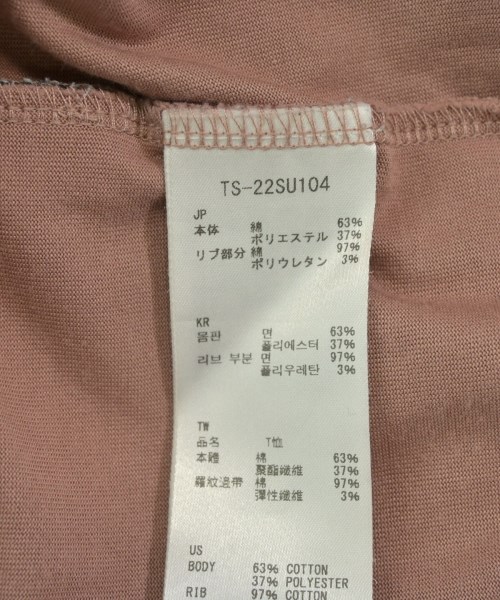 TS-22SU104
JP
本体 綿 63%
ポリエステル 37%
リブ部分 綿 97%
ポリウレタン 3%
KR
몸판 면 63%
폴리에스터 37%
리브 부분 면 97%
폴리우레탄 3%
TW
品名 T恤
本體 棉 63%
聚酯纖維 37%
羅紋邊帶 棉 97%
彈性纖維 3%
US
BODY 63% COTTON
37% POLYESTER
RIB 97% COTTON